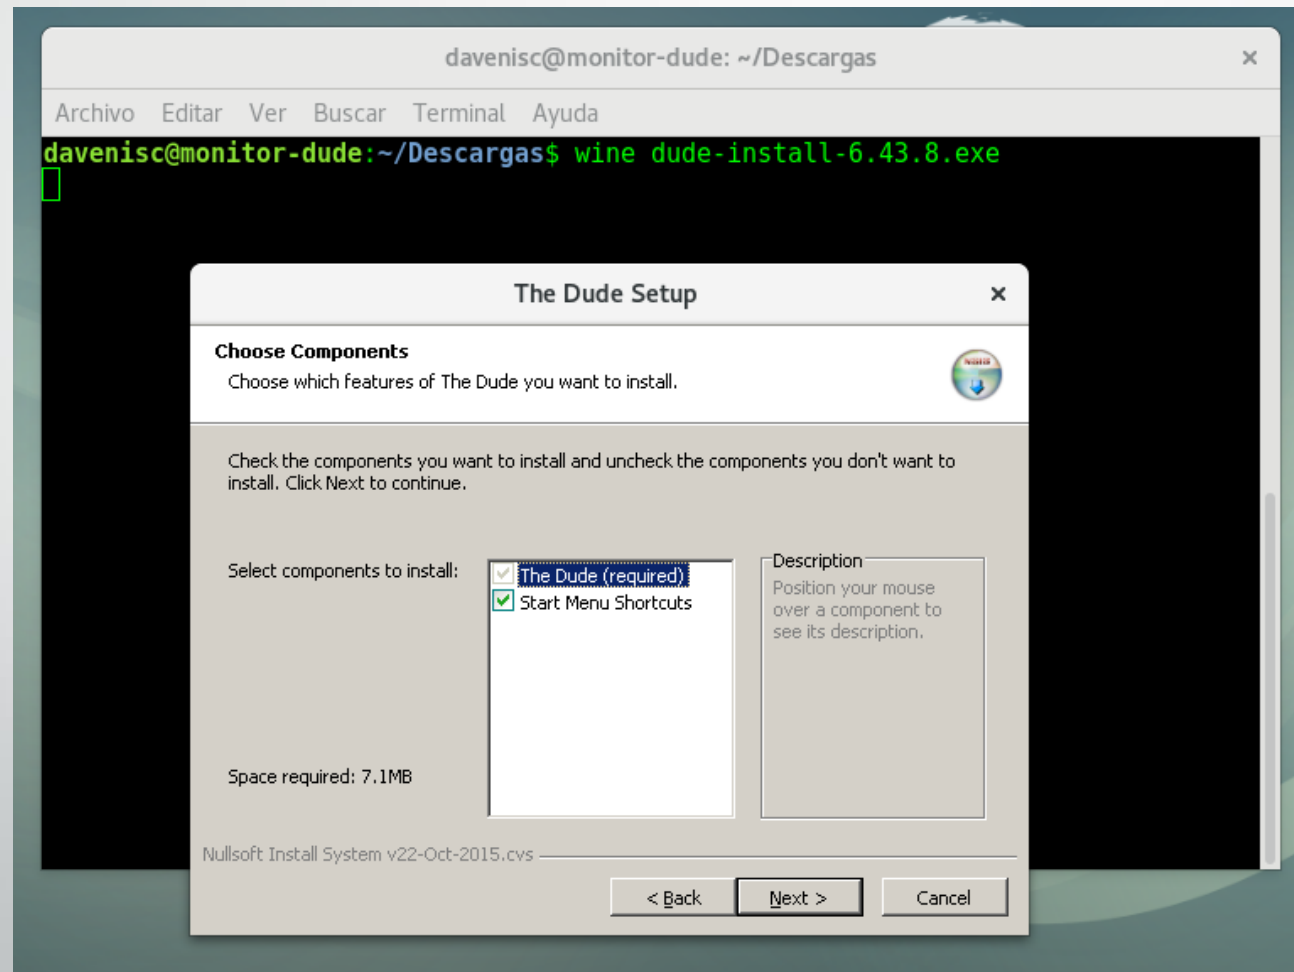 davenisc@monitor-dude: ~/Descargas
Archivo Editar Ver Buscar Terminal Ayuda
davenisc@monitor-dude:~/Descargas$ wine dude-install-6.43.8.exe
The Dude Setup
Choose Components
Choose which features of The Dude you want to install.
Check the components you want to install and uncheck the components you don't want to
install. Click Next to continue.
Select components to install:
The Dude (required)
Start Menu Shortcuts
Description
Position your mouse
over a component to
see its description.
Space required: 7.1MB
Nullsoft Install System v22-Oct-2015.cvs
< Back
Next >
Cancel